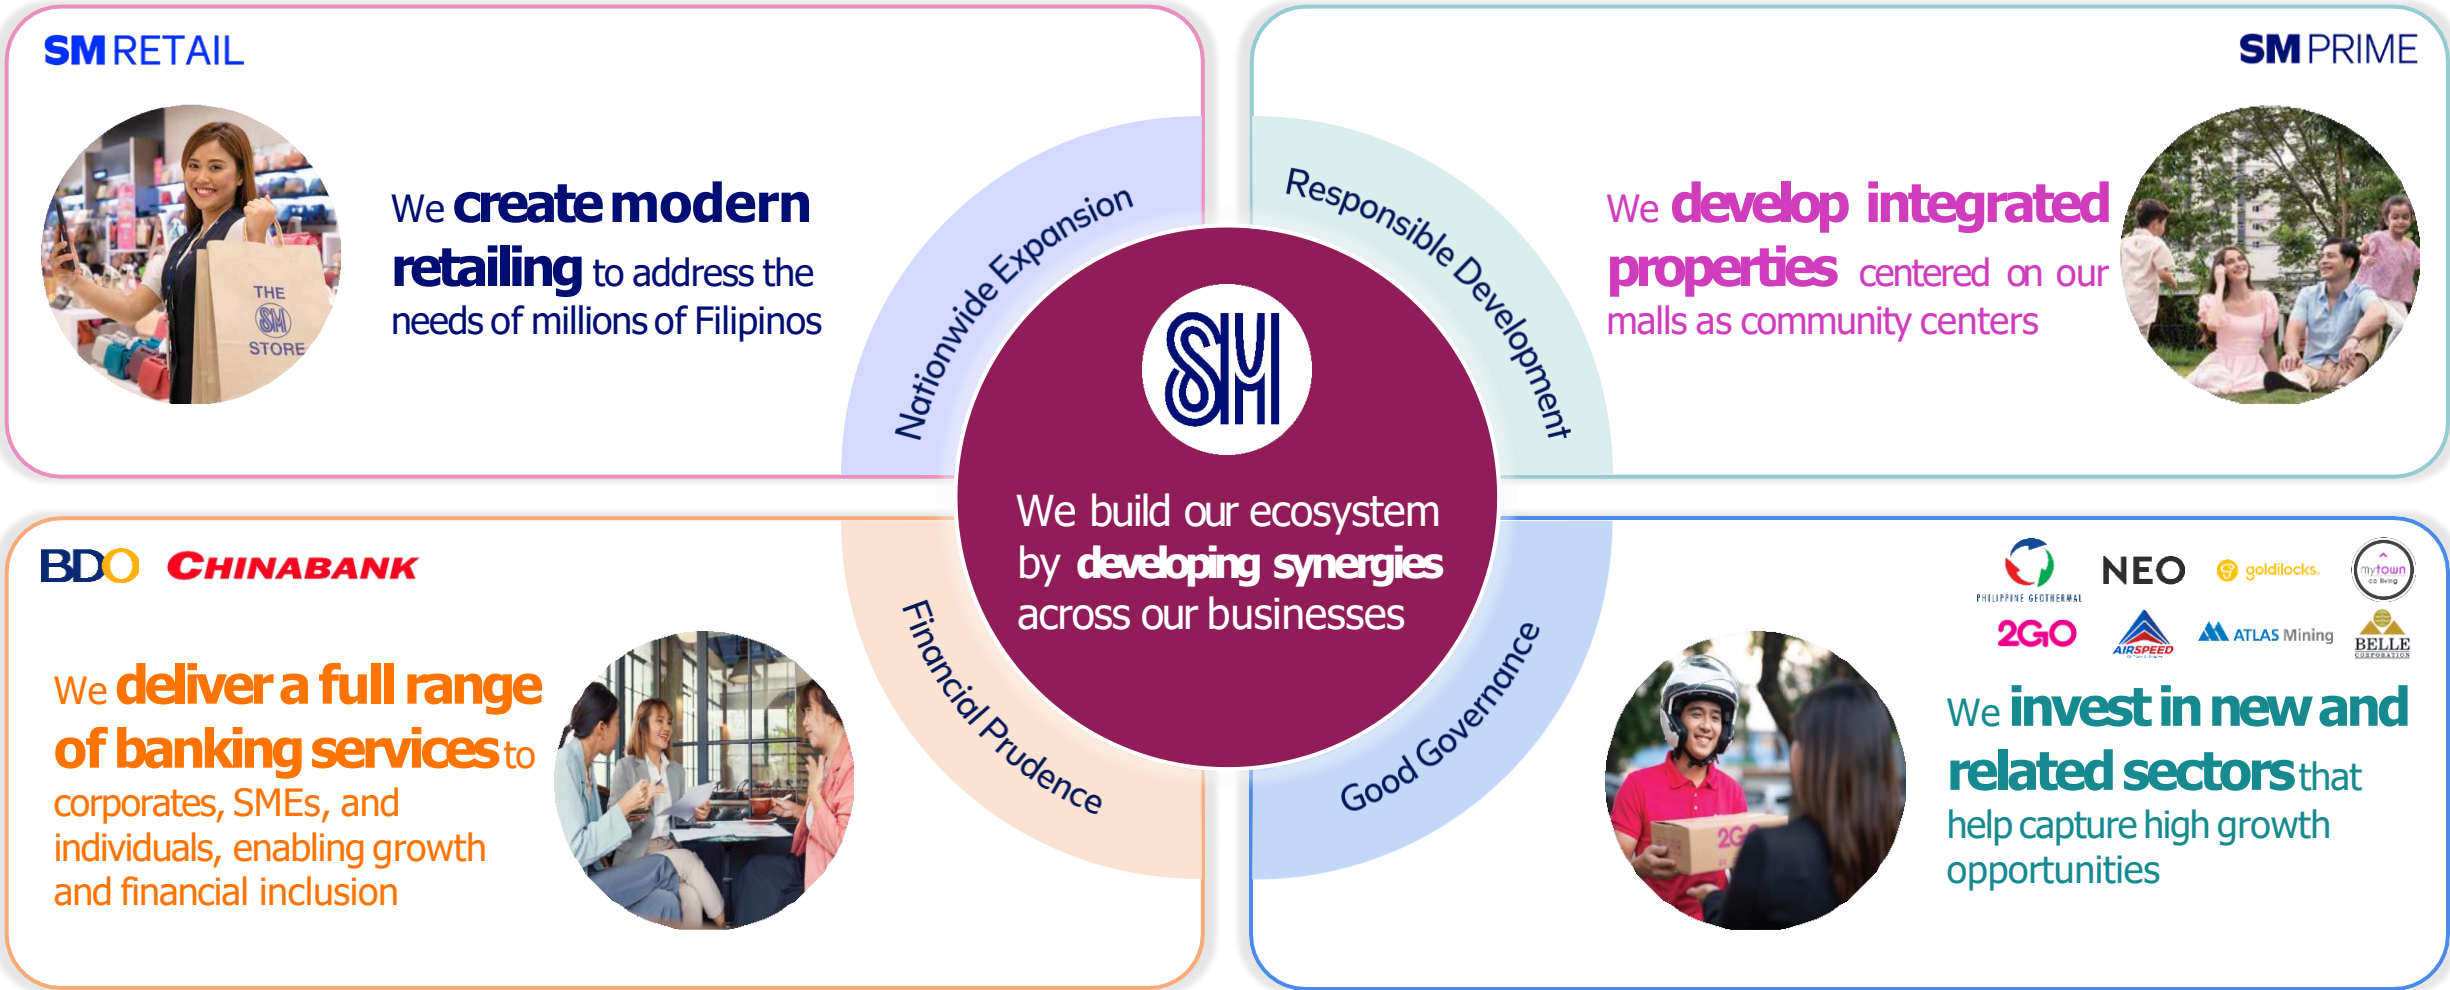 SM RETAIL
THE
SM
STORE
We create modern
retailing to address the
needs of millions of Filipinos
Nationwide Expansion
SM PRIME
We develop integrated
properties centered on our
malls as community centers
Responsible Development
SM
We build our ecosystem
by developing synergies
across our businesses
BDO CHINABANK
We deliver a full range
of banking services to
corporates, SMEs, and
individuals, enabling growth
and financial inclusion
Financial Prudence
Good Governance
PHILIPPINE GEOTHERMAL
NEO
goldilocks
mytown
co living
2GO
AIRSPEED
ATLAS Mining
BELLE
CORPORATION
2G
We invest in new and
related sectors that
help capture high growth
opportunities